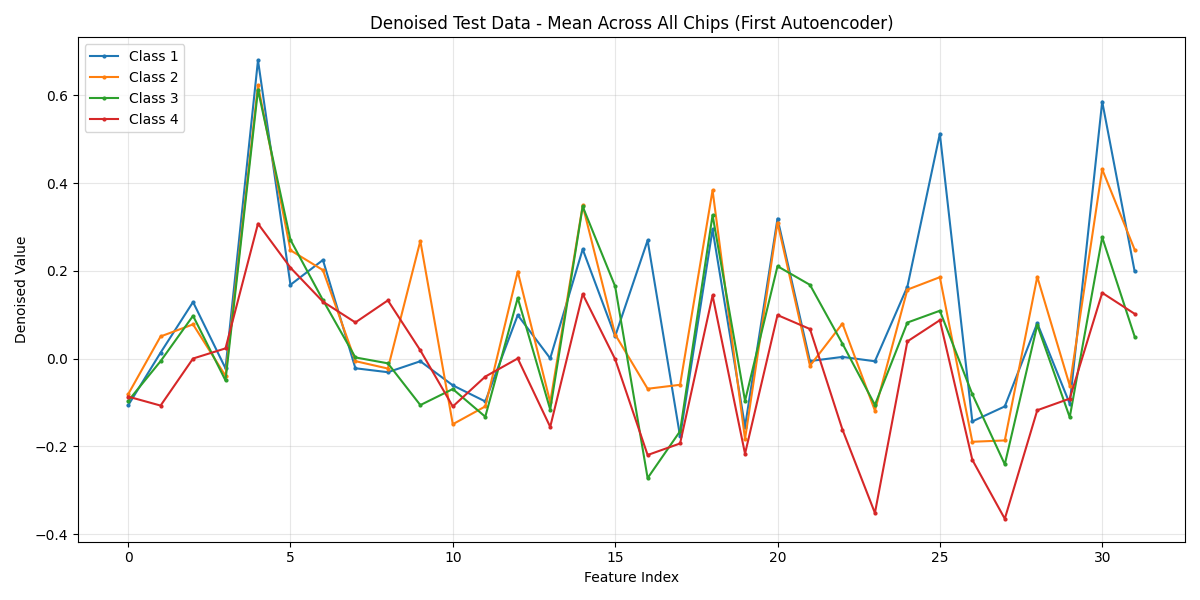 Denoised Test Data - Mean Across All Chips (First Autoencoder)
Class 1
Class 2
Class 3
Class 4
Denoised Value
0.6
0.4
0.2
0.0
−0.2
−0.4
0 5 10 15 20 25 30
Feature Index